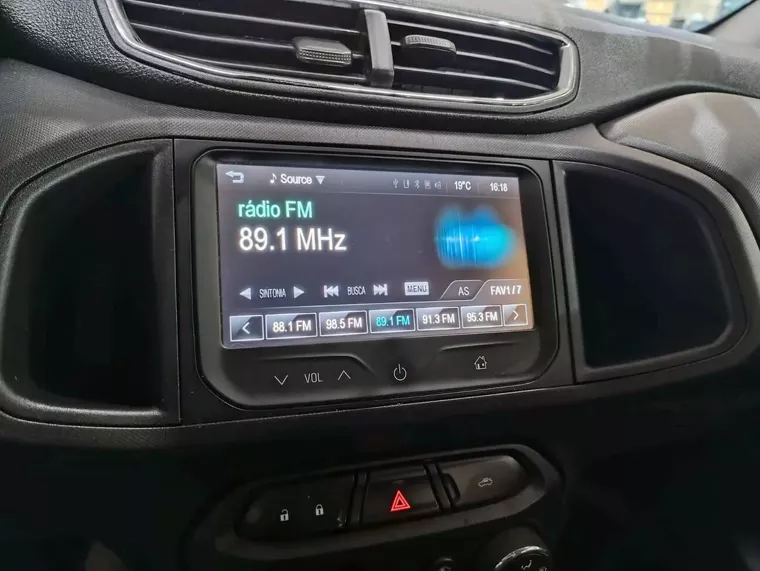 Source
19°C
16:18
rádio FM
89.1 MHz
SINTONIA
BUSCA
MENU
AS
FAV1 / 7
88.1 FM
98.5 FM
89.1 FM
91.3 FM
95.3 FM
VOL